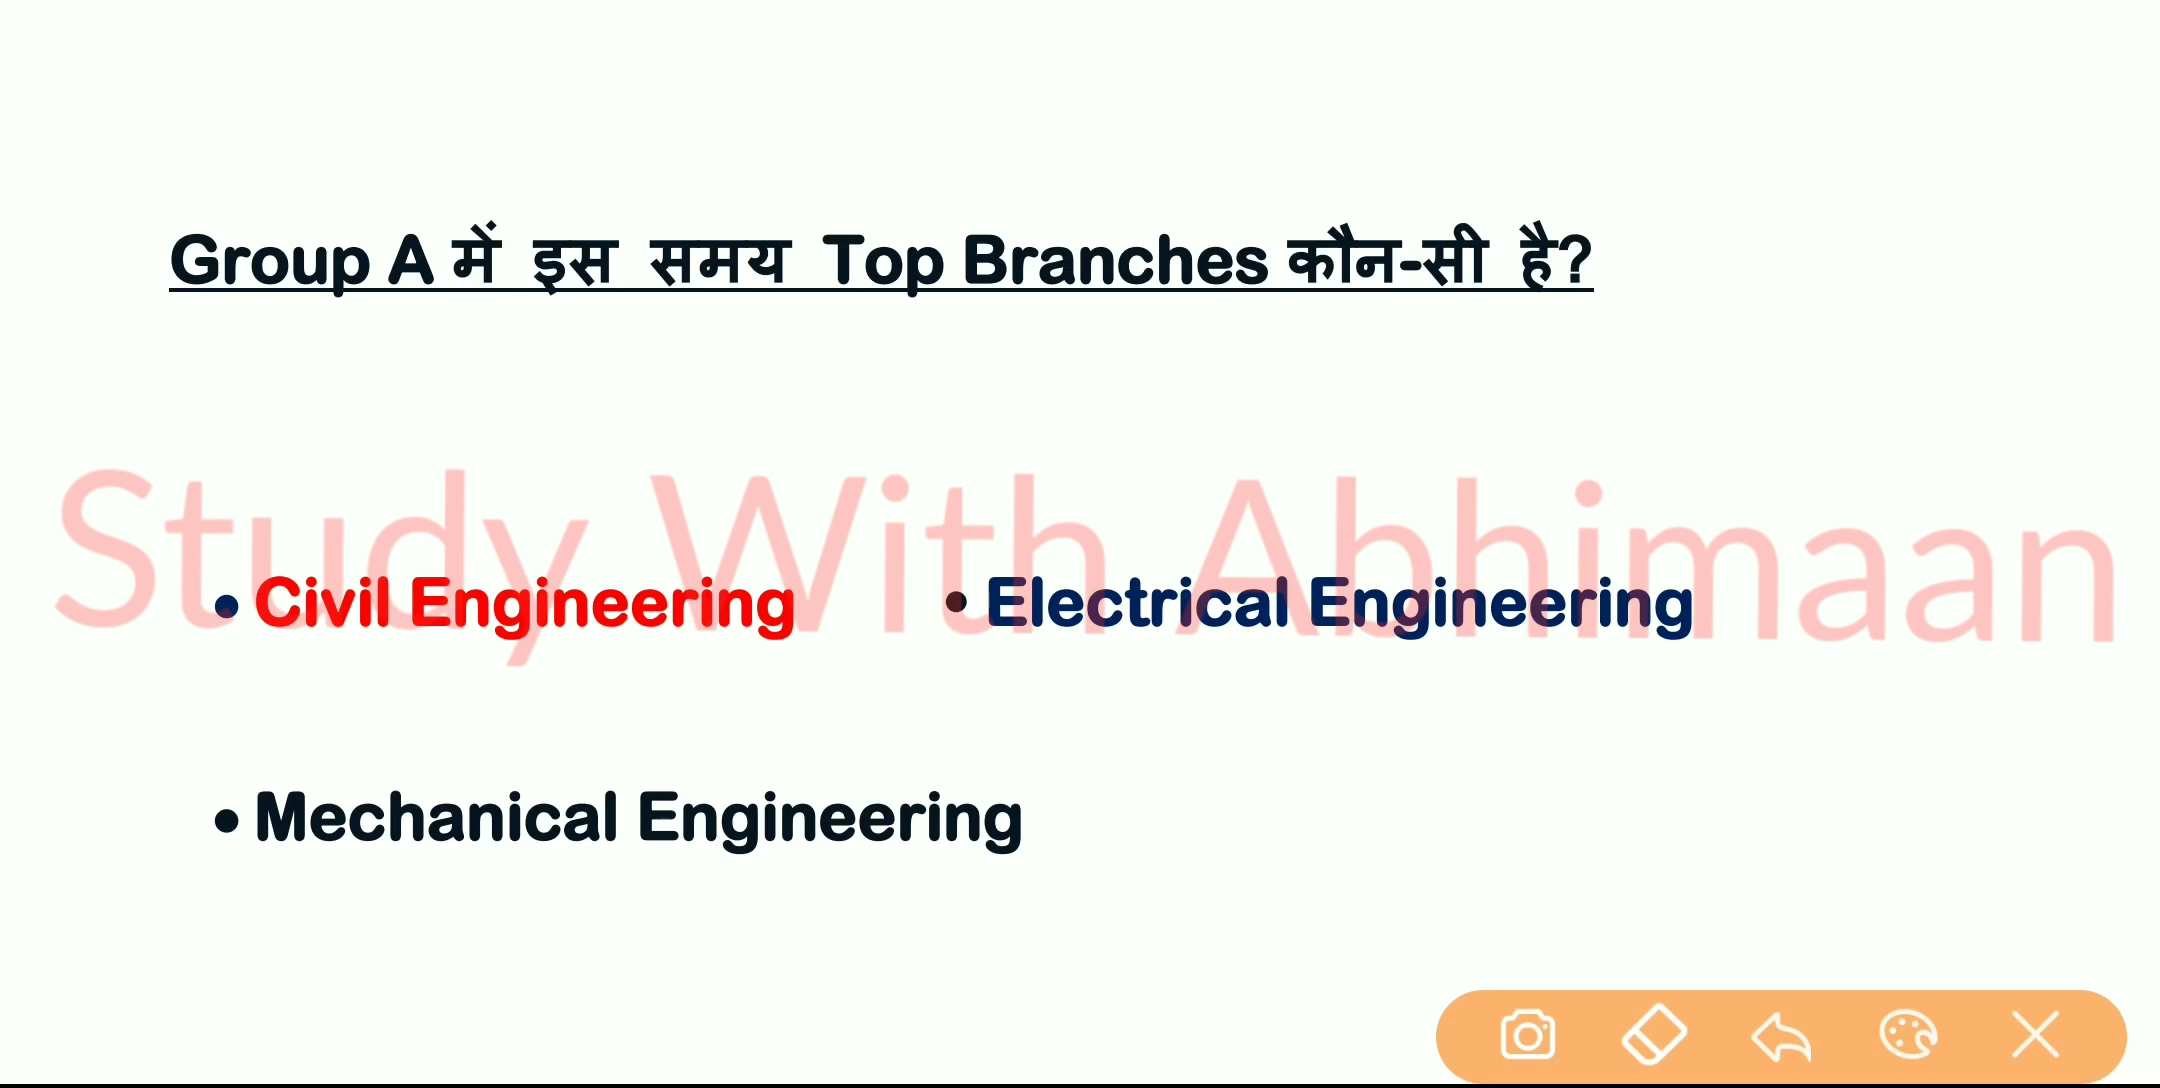 Group A में इस समय Top Branches कौन-सी है?
Study With Abhimaan
• Civil Engineering • Electrical Engineering
• Mechanical Engineering